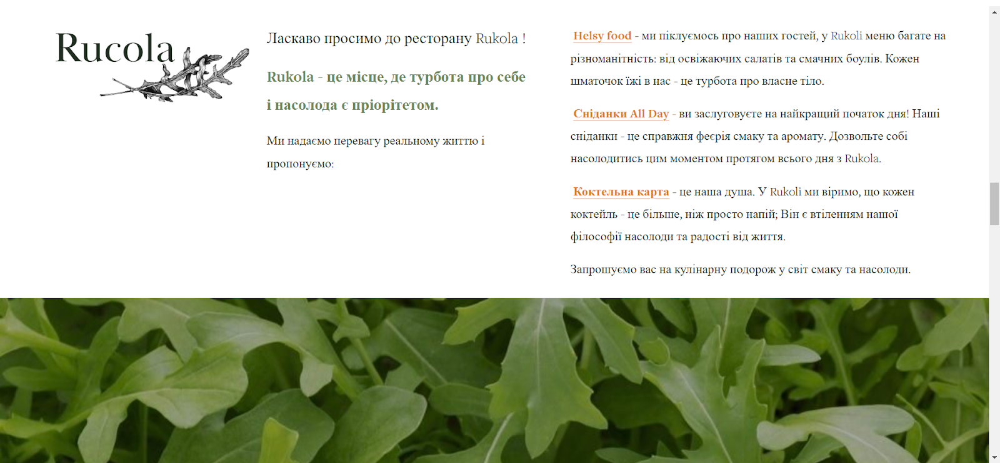 Rucola
Ласкаво просимо до ресторану Rukola !
Rukola - це місце, де турбота про себе
і насолода є пріорітетом.
Ми надаємо перевагу реальному життю і
пропонуємо:
Helsy food - ми піклуємось про наших гостей, у Rukoli меню багате на
різноманітність: від освіжаючих салатів та смачних боулів. Кожен
шматочок їжі в нас - це турбота про власне тіло.
Сніданки All Day - ви заслуговуєте на найкращий початок дня! Наші
сніданки - це справжня феєрія смаку та аромату. Дозвольте собі
насолодитись цим моментом протягом всього дня з Rukola.
Коктельна карта - це наша душа. У Rukoli ми віримо, що кожен
коктейль - це більше, ніж просто напій; Він є втіленням нашої
філософії насолоди та радості від життя.
Запрошуємо вас на кулінарну подорож у світ смаку та насолоди.